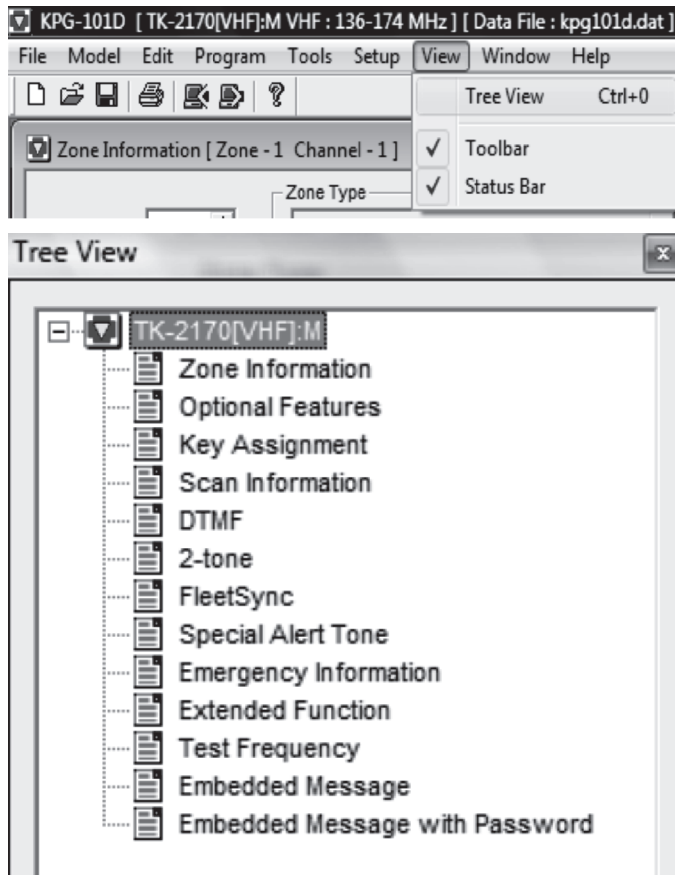 KPG-101D [ TK-2170[VHF]:M VHF : 136-174 MHz ] [ Data File : kpg101d.dat ]
File Model Edit Program Tools Setup View Window Help
Tree View Ctrl+0
Zone Information [ Zone - 1 Channel - 1 ]
Toolbar
Zone Type
Status Bar
Tree View
TK-2170[VHF]:M
Zone Information
Optional Features
Key Assignment
Scan Information
DTMF
2-tone
FleetSync
Special Alert Tone
Emergency Information
Extended Function
Test Frequency
Embedded Message
Embedded Message with Password